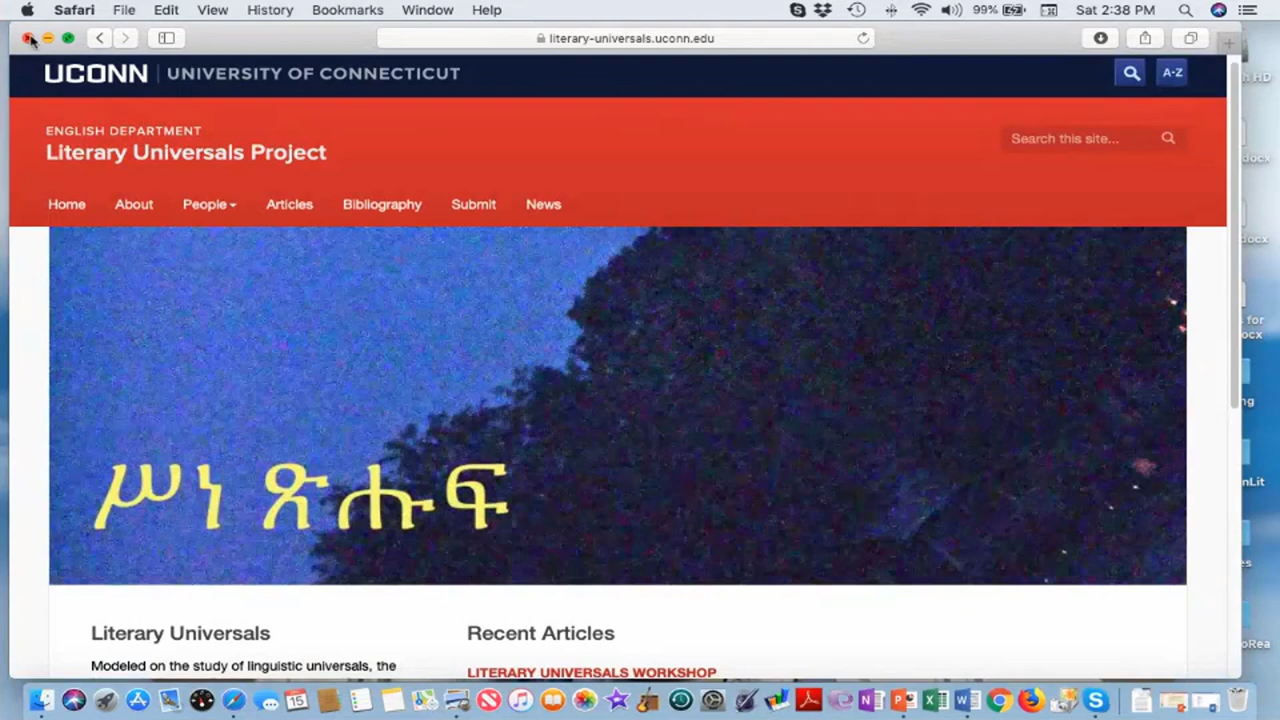 Safari File Edit View History Bookmarks Window Help 99% Sat 2:38 PM
literary-universals.uconn.edu
UCONN | UNIVERSITY OF CONNECTICUT A-Z
ENGLISH DEPARTMENT
Literary Universals Project
Search this site...
Home About People Articles Bibliography Submit News
ሥነ ጽሑፍ
Literary Universals
Recent Articles
Modeled on the study of linguistic universals, the
LITERARY UNIVERSALS WORKSHOP